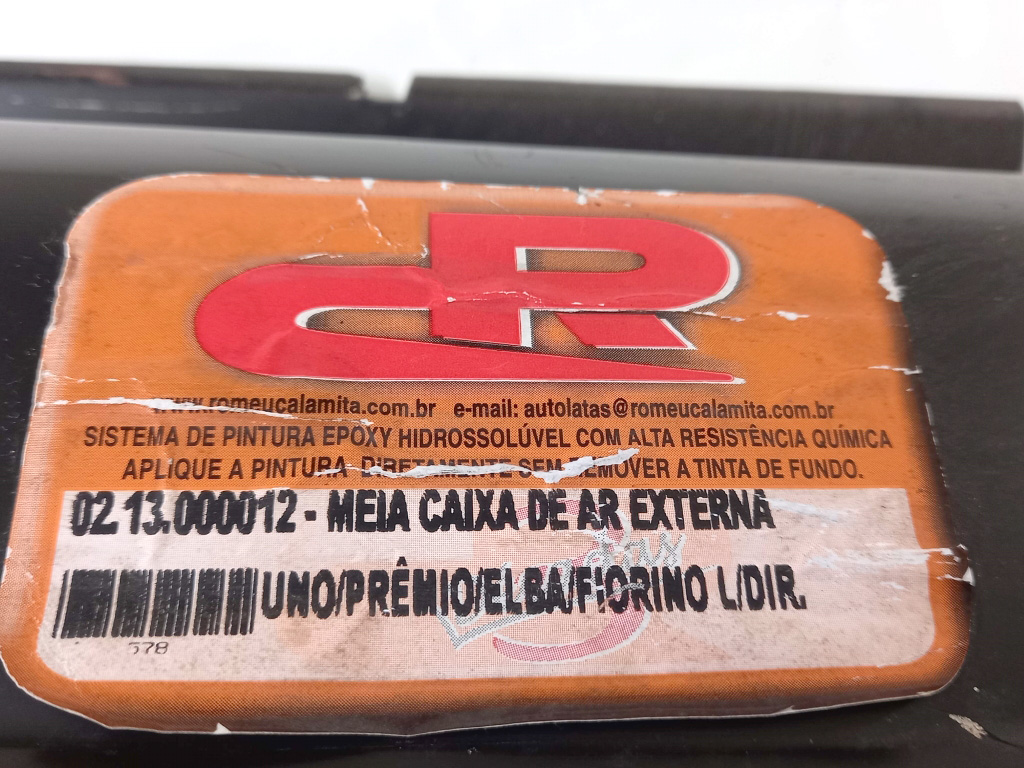 CR
www.romeucalamita.com.br e-mail: autolatas@romeucalamita.com.br
SISTEMA DE PINTURA EPOXY HIDROSSOLÚVEL COM ALTA RESISTÊNCIA QUÍMICA
APLIQUE A PINTURA DIRETAMENTE SEM REMOVER A TINTA DE FUNDO.
02.13.000012 - MEIA CAIXA DE AR EXTERNA
UNO/PRÊMIO/ELBA/FIORINO L/DIR.
578